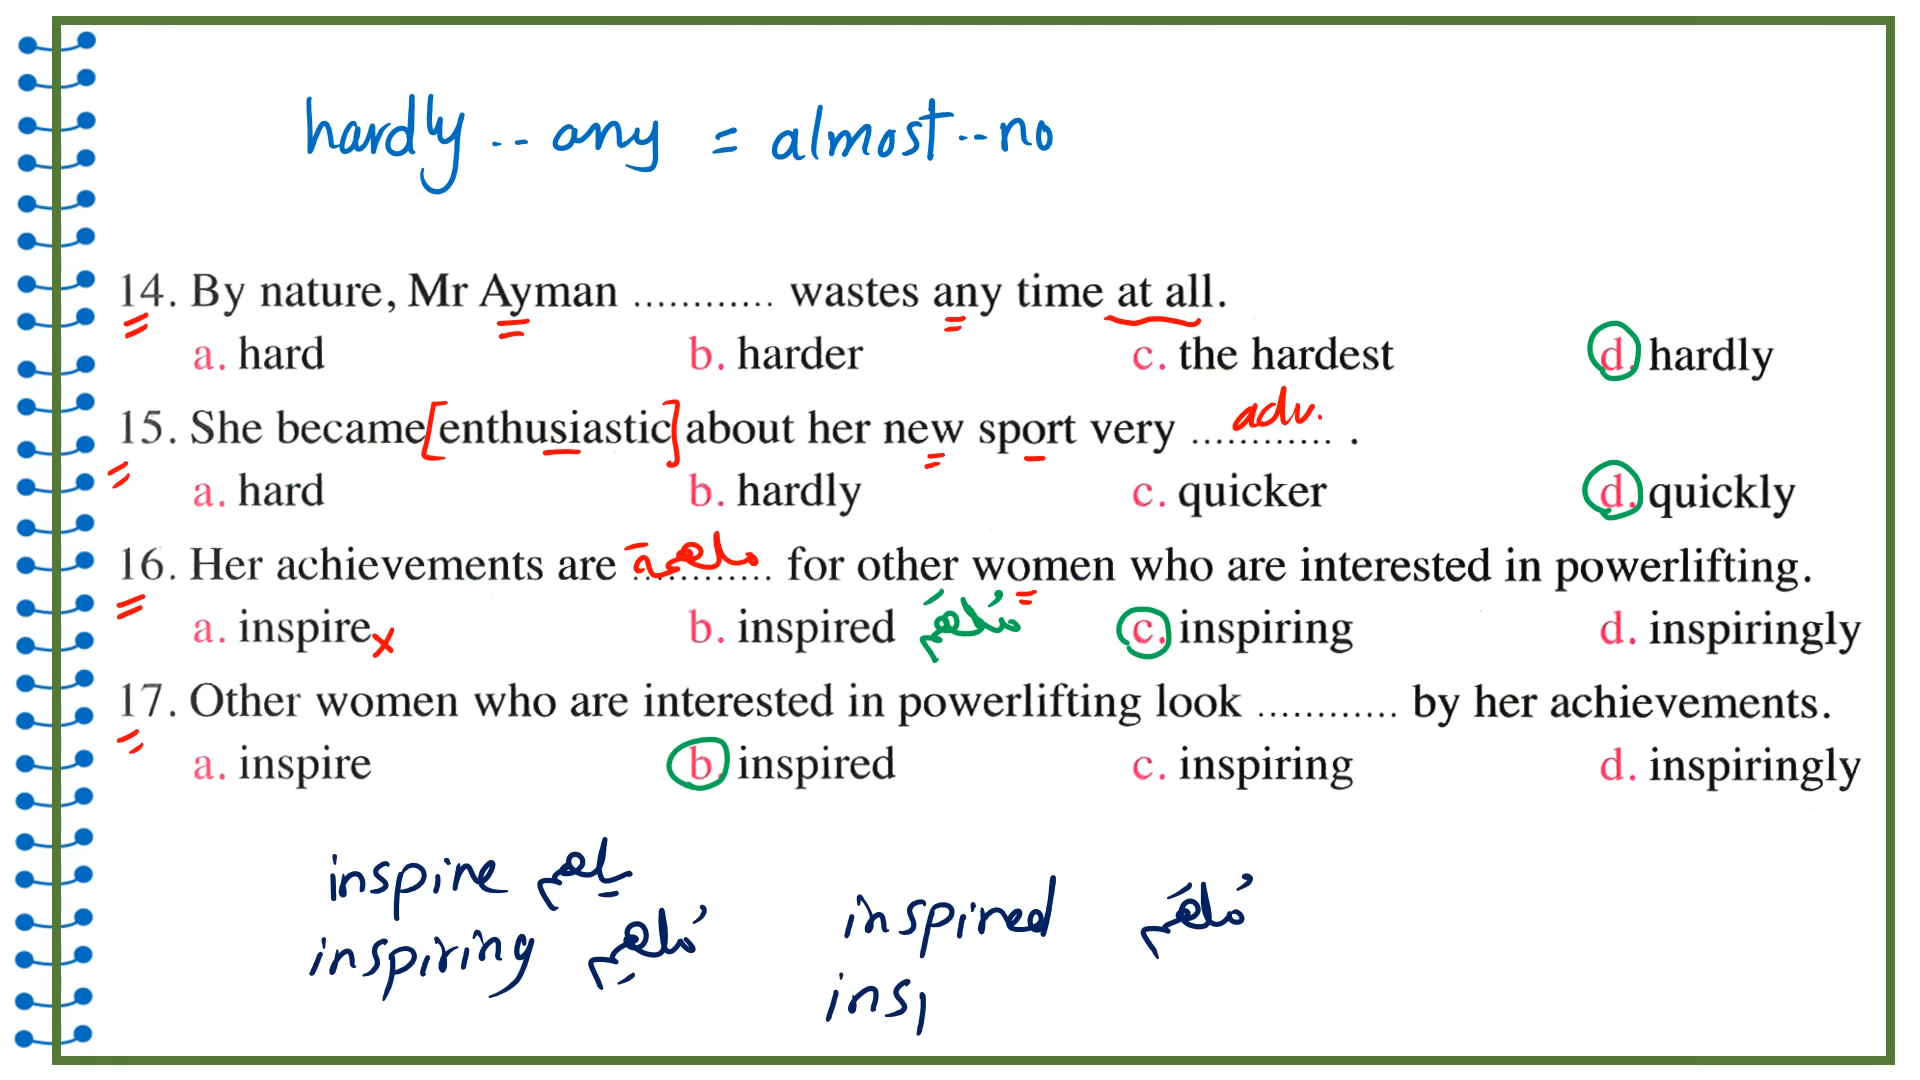 hardly .. any = almost .. no
14. By nature, Mr Ayman ............ wastes any time at all.
a. hard b. harder c. the hardest d. hardly
adv.
15. She became [enthusiastic] about her new sport very ............ .
a. hard b. hardly c. quicker d. quickly
16. Her achievements are ............ ملهمة for other women who are interested in powerlifting.
a. inspire x b. inspired مُلهَم c. inspiring d. inspiringly
17. Other women who are interested in powerlifting look ............ by her achievements.
a. inspire b. inspired c. inspiring d. inspiringly
inspire يلهم
inspired مُلهَم
inspiring مُلهِم
insp